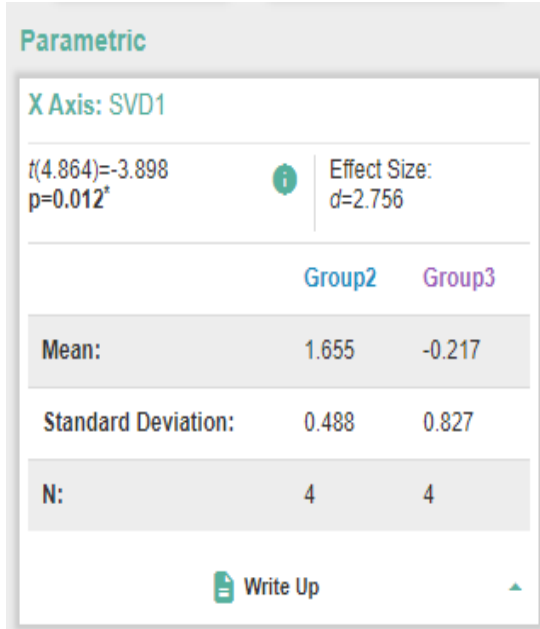 Parametric
X Axis: SVD1
t(4.864)=-3.898
p=0.012*
Effect Size:
d=2.756
Group2 Group3
Mean: 1.655 -0.217
Standard Deviation: 0.488 0.827
N: 4 4
Write Up